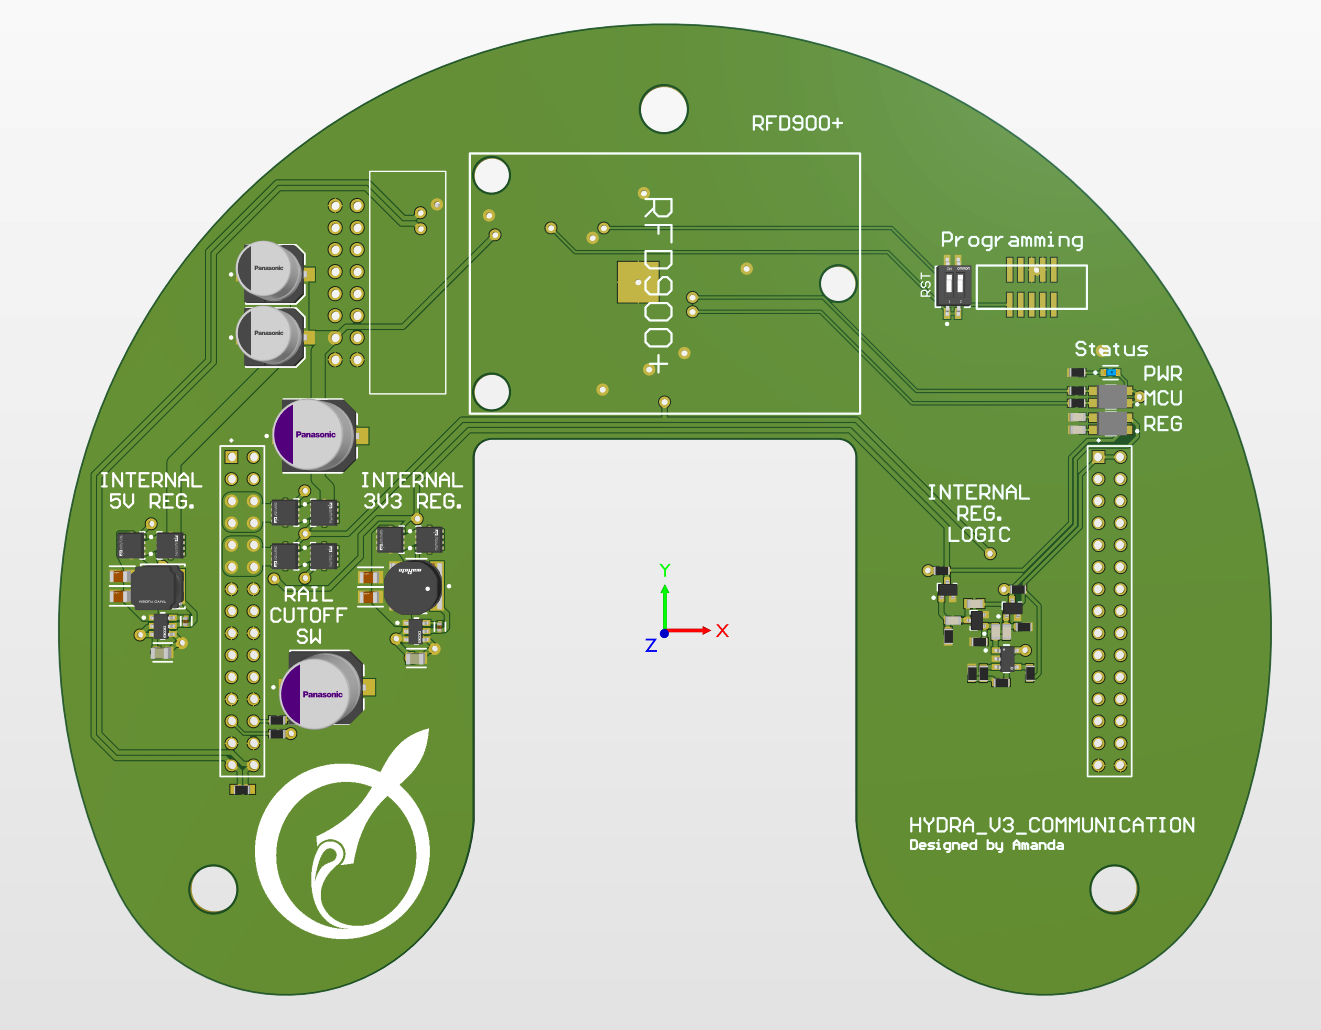 RFD900+
RFD900+
Programming
RST
Panasonic
Panasonic
Status
PWR
MCU
REG
Panasonic
INTERNAL
5V REG.
INTERNAL
3V3 REG.
INTERNAL
REG.
LOGIC
RAIL
CUTOFF
SW
Y
X
Z
Panasonic
HYDRA_V3_COMMUNICATION
Designed by Amanda